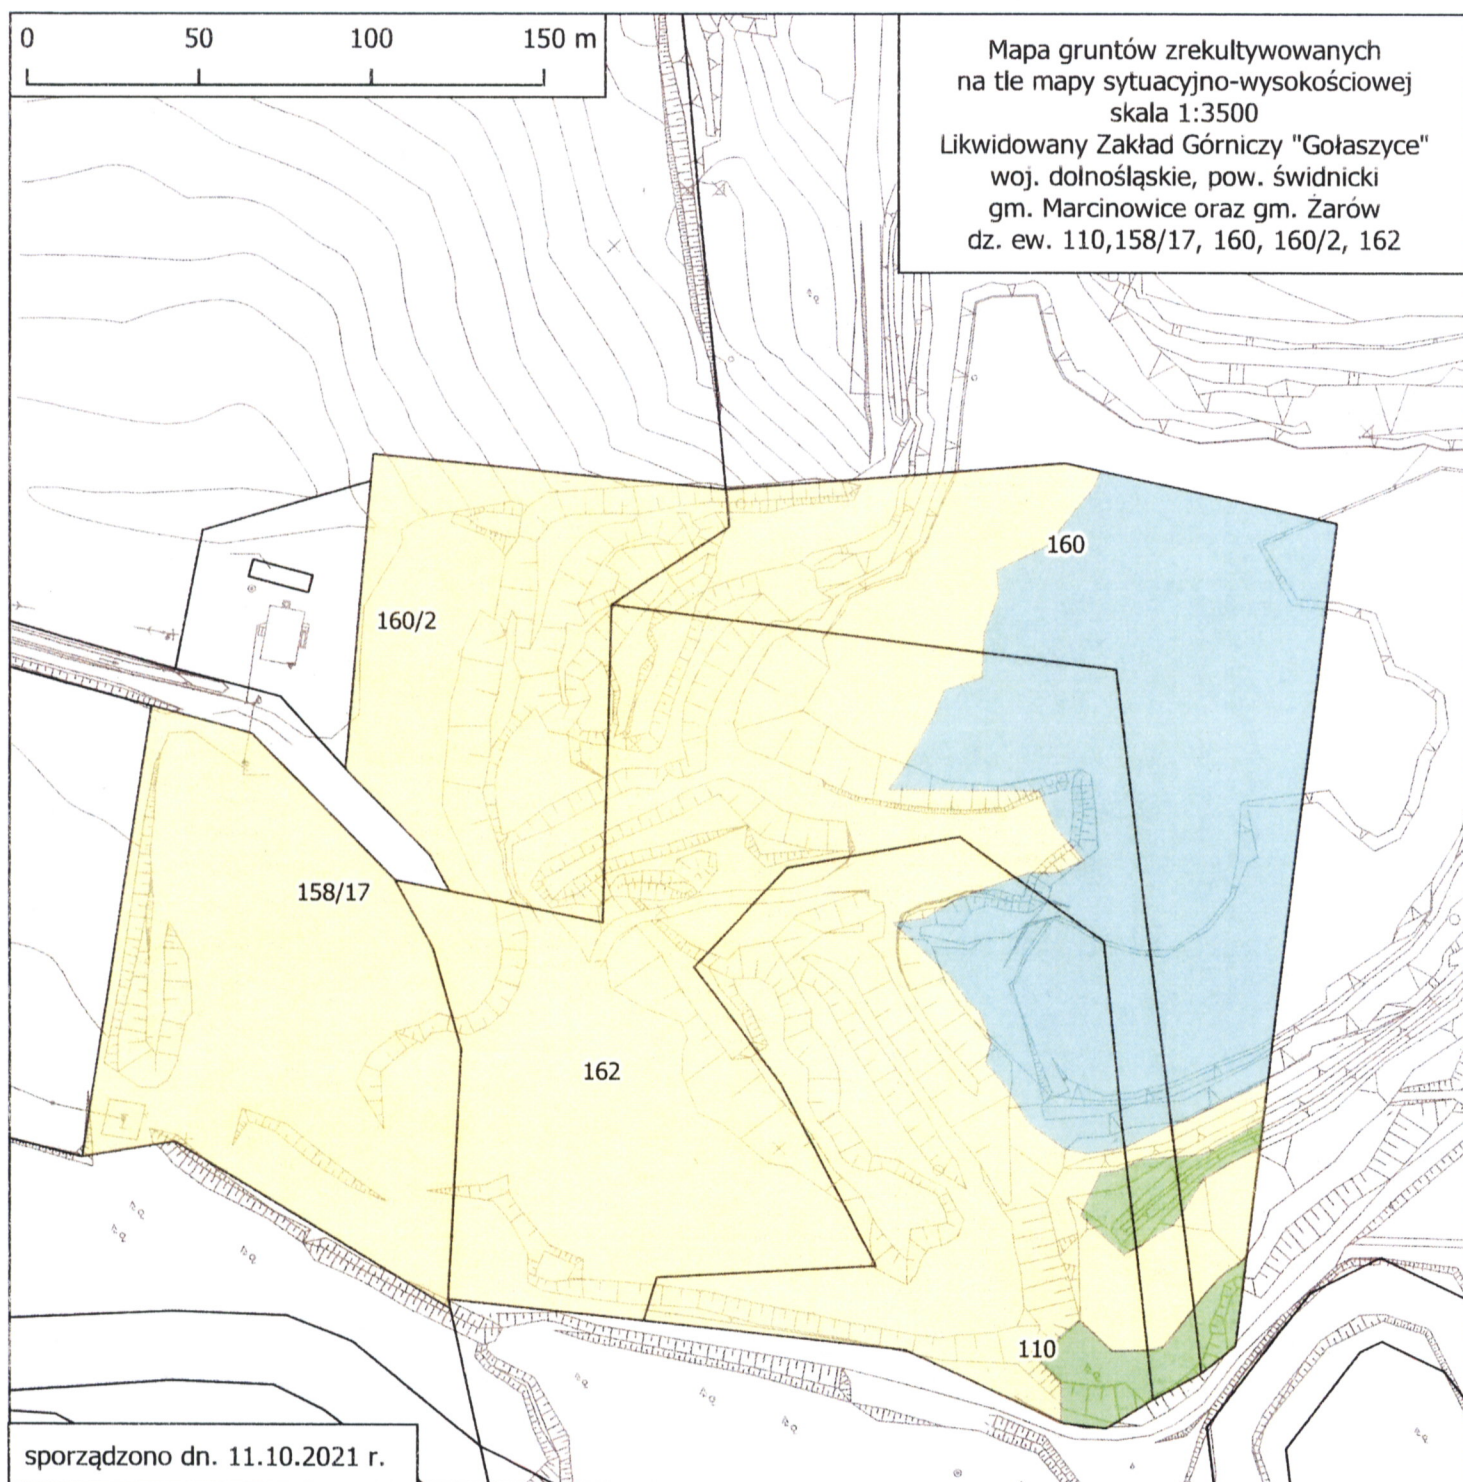 0 50 100 150 m
Mapa gruntów zrekultywowanych
na tle mapy sytuacyjno-wysokościowej
skala 1:3500
Likwidowany Zakład Górniczy "Gołaszyce"
woj. dolnośląskie, pow. świdnicki
gm. Marcinowice oraz gm. Żarów
dz. ew. 110,158/17, 160, 160/2, 162
160
160/2
158/17
162
110
sporządzono dn. 11.10.2021 r.